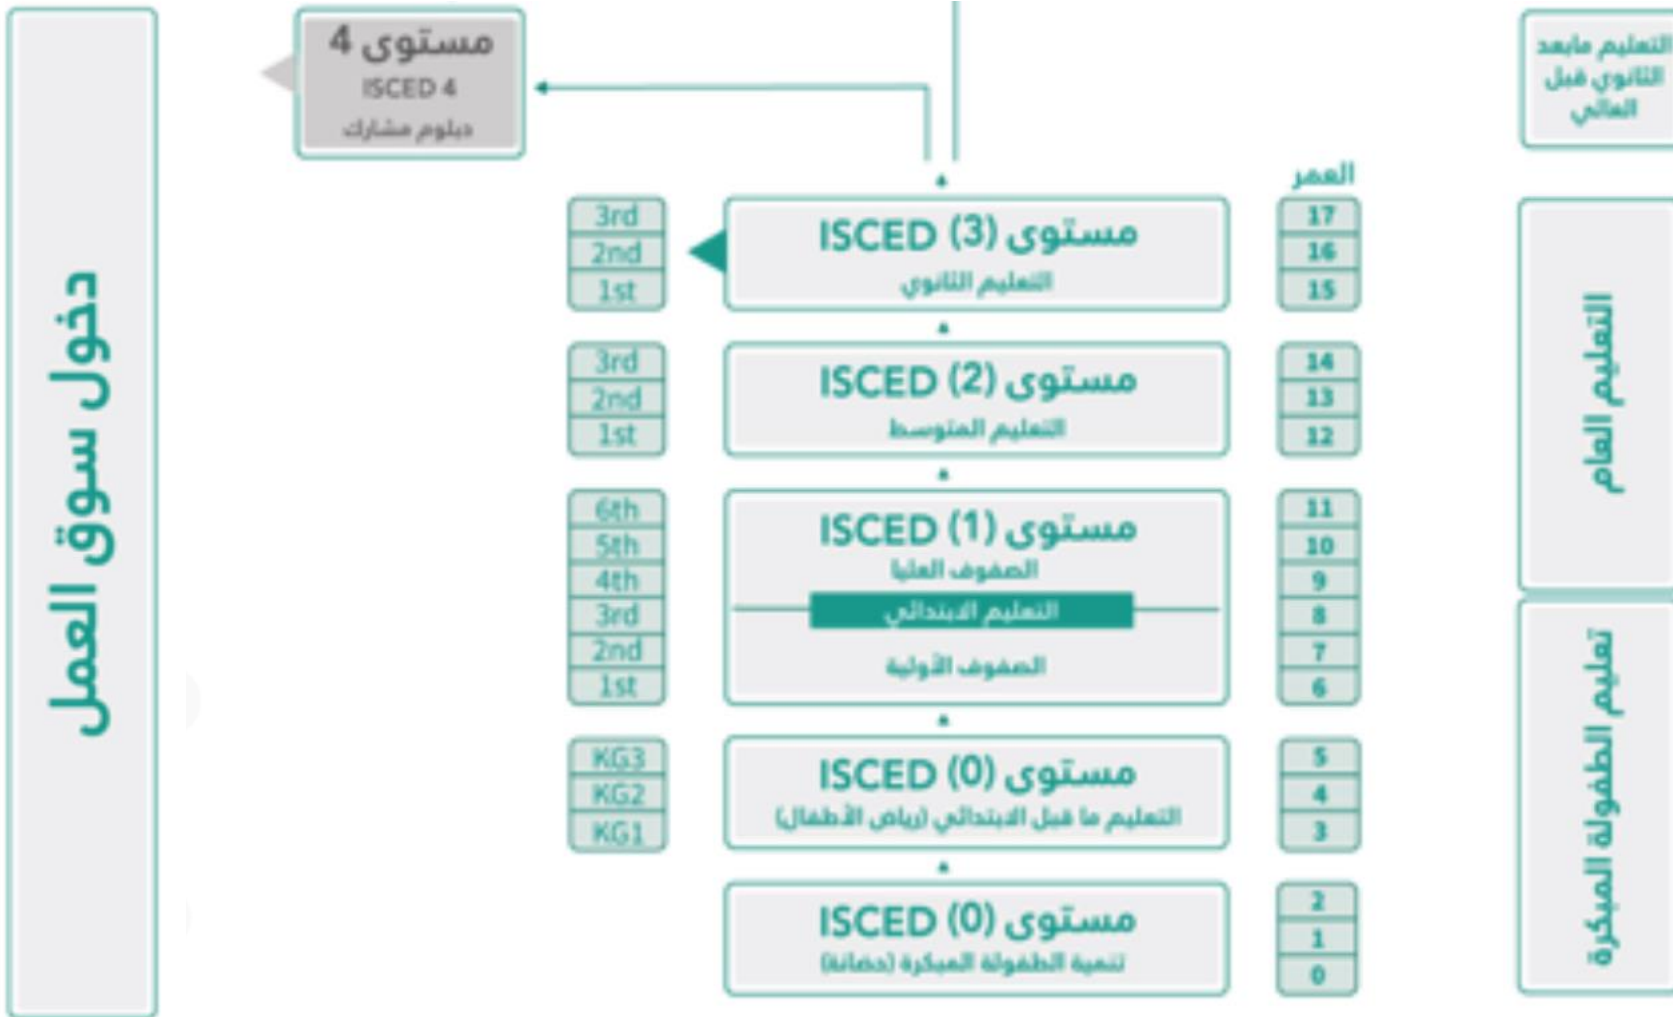 التعليم مابعد
الثانوي قبل
العالي
مستوى 4
ISCED 4
دبلوم مشارك
العمر
التعليم العام
17
16
15
مستوى ISCED (3)
التعليم الثانوي
3rd
2nd
1st
14
13
12
مستوى ISCED (2)
التعليم المتوسط
3rd
2nd
1st
11
10
9
8
7
6
مستوى ISCED (1)
الصفوف العليا
التعليم الابتدائي
الصفوف الأولية
6th
5th
4th
3rd
2nd
1st
تعليم الطفولة المبكرة
5
4
3
مستوى ISCED (0)
التعليم ما قبل الابتدائي (رياض الأطفال)
KG3
KG2
KG1
2
1
0
مستوى ISCED (0)
تنمية الطفولة المبكرة (حضانة)
دخول سوق العمل